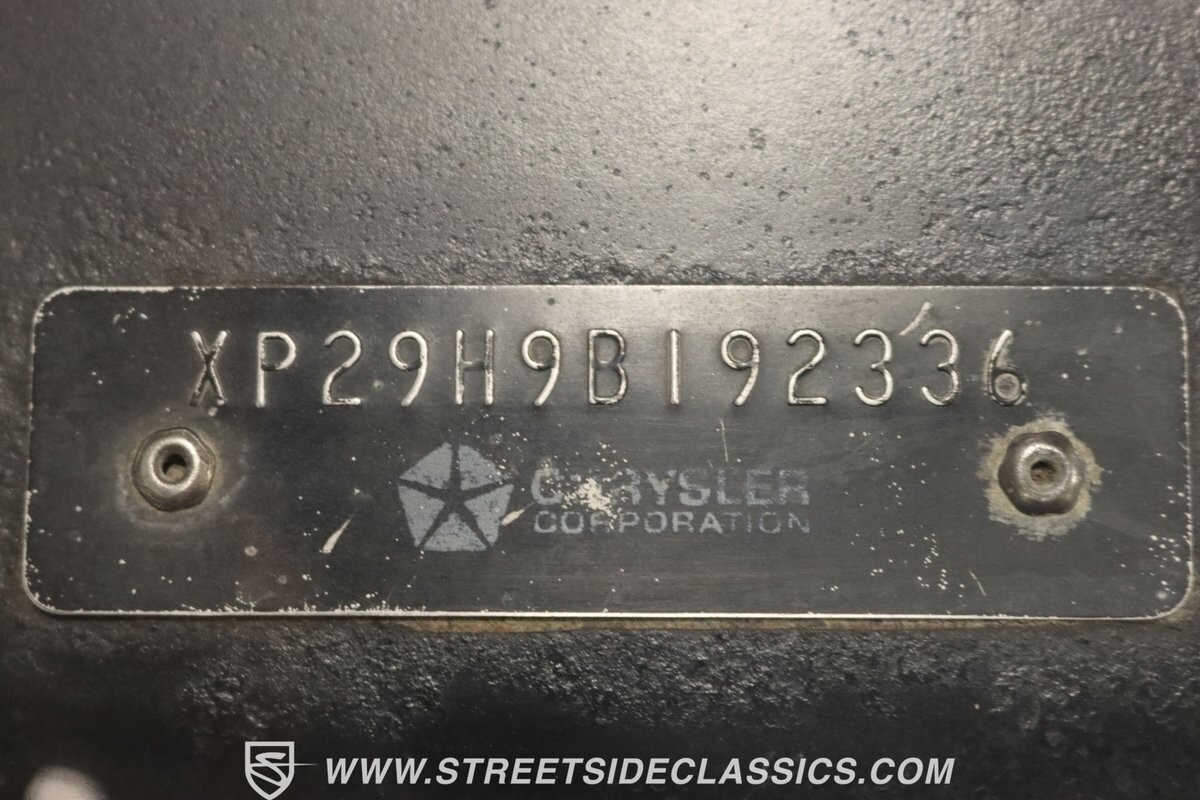 XP29H9B192336
CHRYSLER
CORPORATION
WWW.STREETSIDECLASSICS.COM